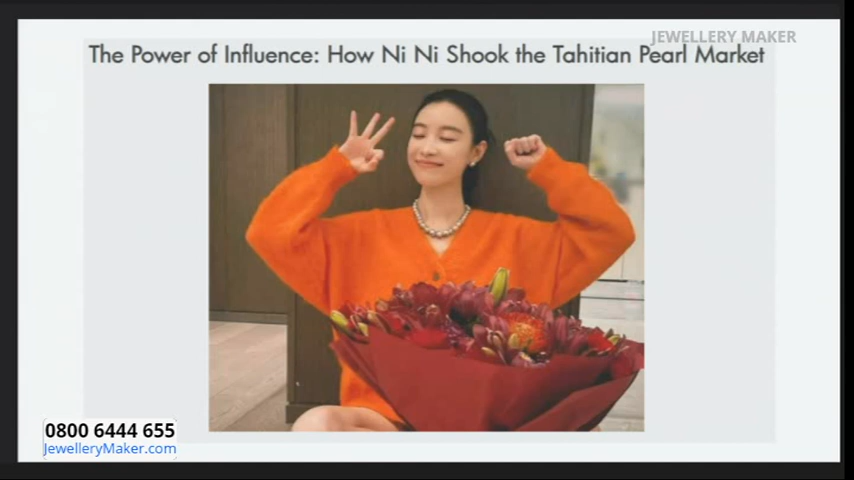 JEWELLERY MAKER
The Power of Influence: How Ni Ni Shook the Tahitian Pearl Market
0800 6444 655
JewelleryMaker.com